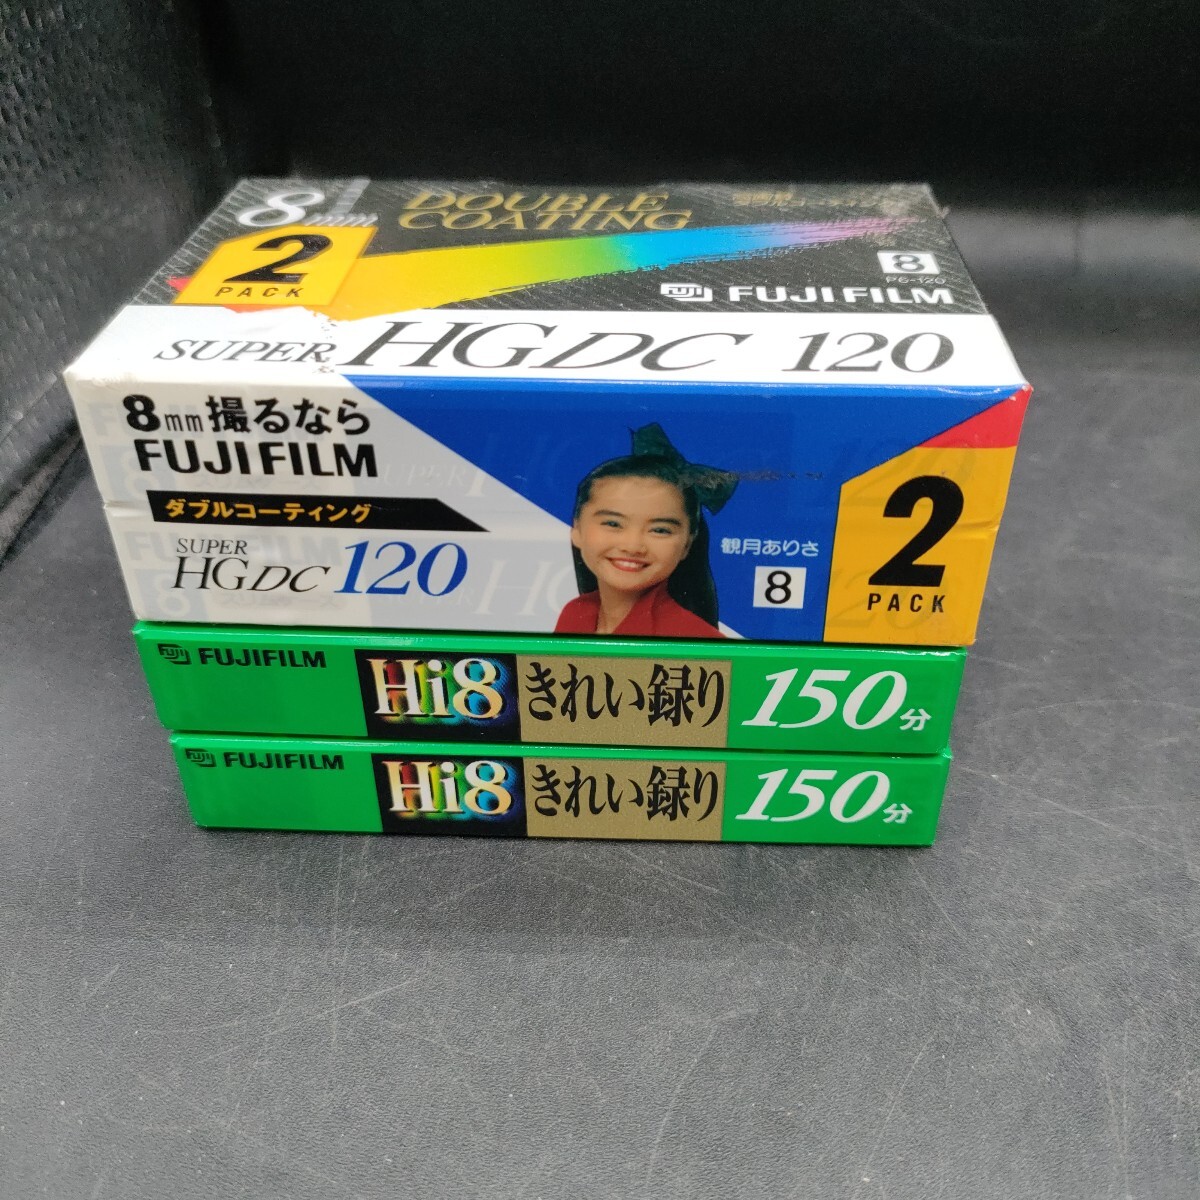 8mm
DOUBLE
COATING
2
PACK
8
P6-120
FUJI FUJIFILM
SUPER HGDC 120
8mm撮るなら
FUJIFILM
ダブルコーティング
SUPER
HGDC 120
観月ありさ
8
2
PACK
FUJI FUJIFILM Hi8 きれい録り 150分
FUJI FUJIFILM Hi8 きれい録り 150分